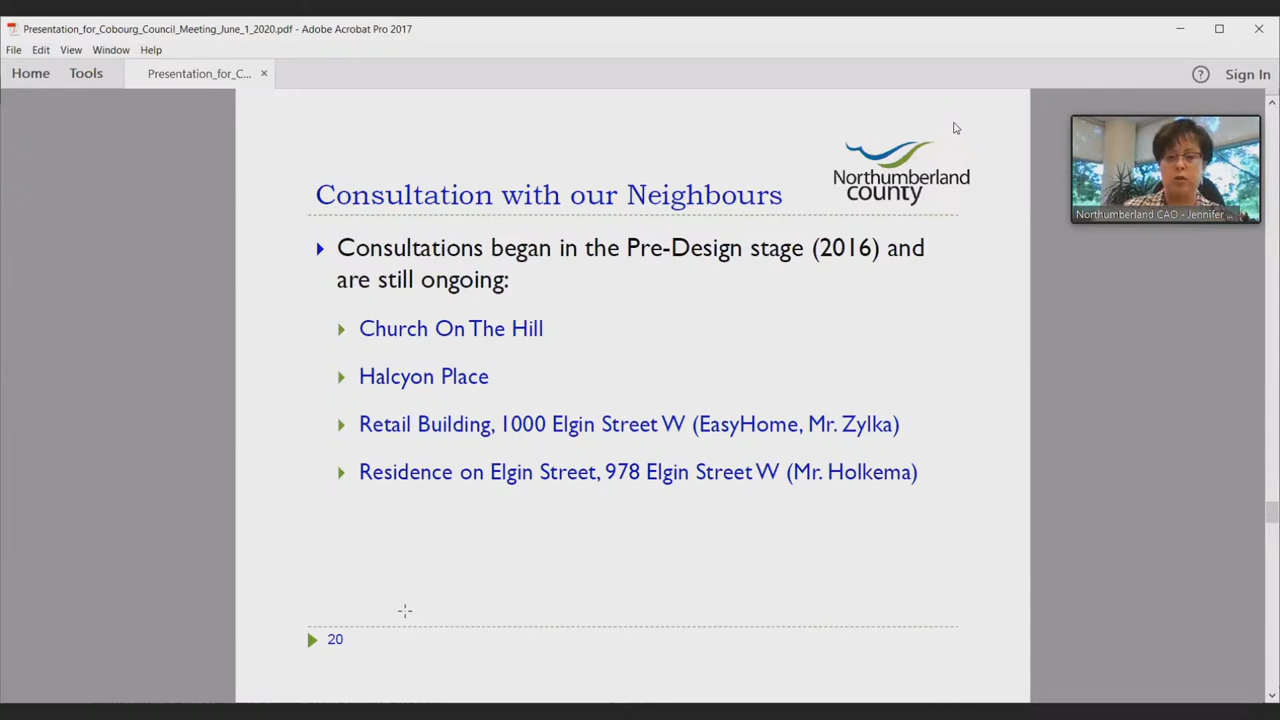 Presentation_for_Cobourg_Council_Meeting_June_1_2020.pdf - Adobe Acrobat Pro 2017
File Edit View Window Help
Home Tools Presentation_for_C... × ? Sign In
Northumberland
county
Consultation with our Neighbours
Consultations began in the Pre-Design stage (2016) and
are still ongoing:
Church On The Hill
Halcyon Place
Retail Building, 1000 Elgin Street W (EasyHome, Mr. Zylka)
Residence on Elgin Street, 978 Elgin Street W (Mr. Holkema)
20
Northumberland CAO - Jennifer ...